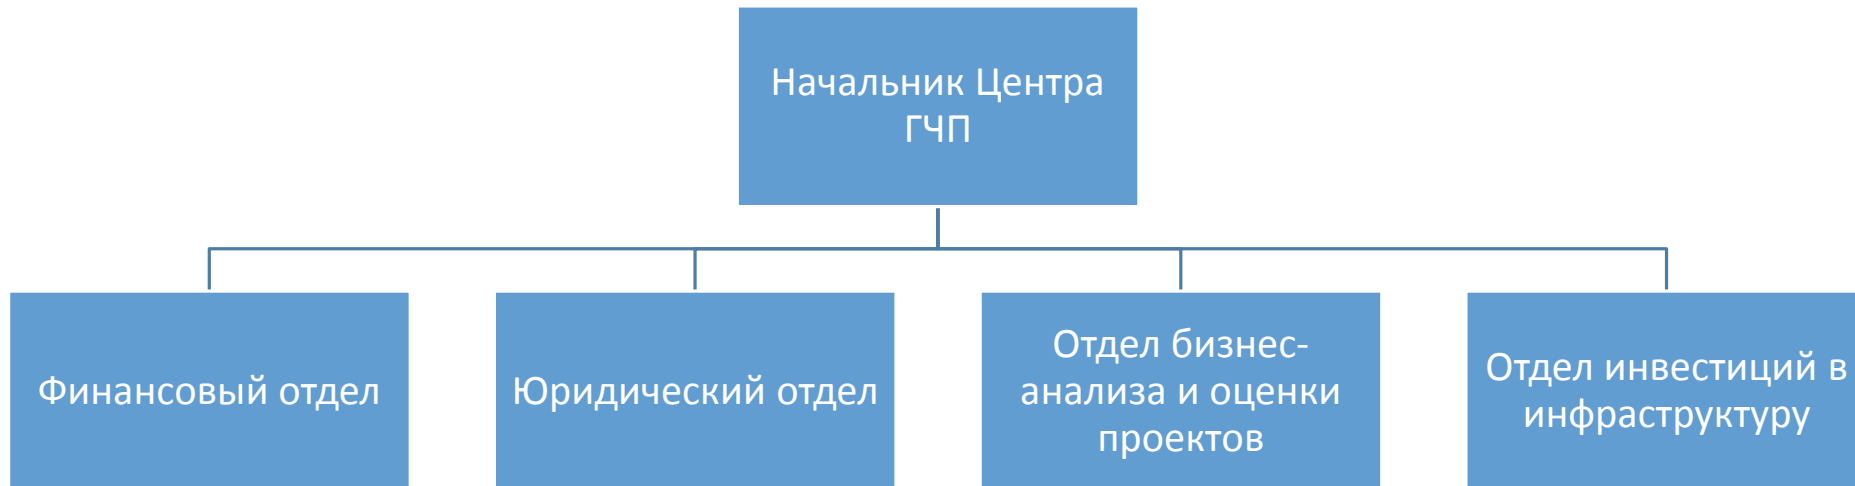 Начальник Центра
ГЧП
Финансовый отдел
Юридический отдел
Отдел бизнес-
анализа и оценки
проектов
Отдел инвестиций в
инфраструктуру